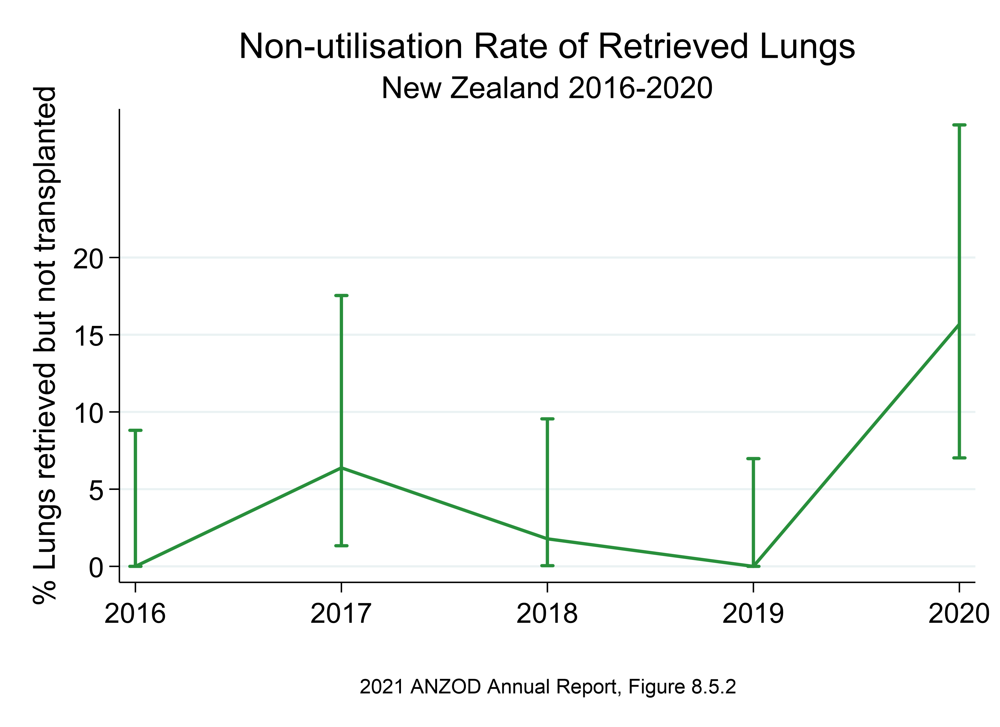 Non-utilisation Rate of Retrieved Lungs
New Zealand 2016-2020
% Lungs retrieved but not transplanted
20
15
10
5
0
2016 2017 2018 2019 2020
2021 ANZOD Annual Report, Figure 8.5.2